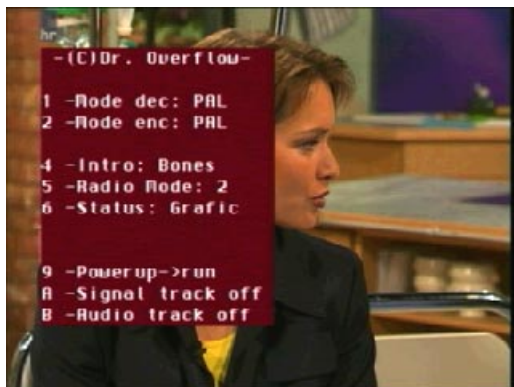 hr
-(C)Dr. Overflow-
1 -Mode dec: PAL
2 -Mode enc: PAL
4 -Intro: Bones
5 -Radio Mode: 2
6 -Status: Grafic
9 -Powerup->run
A -Signal track off
B -Audio track off